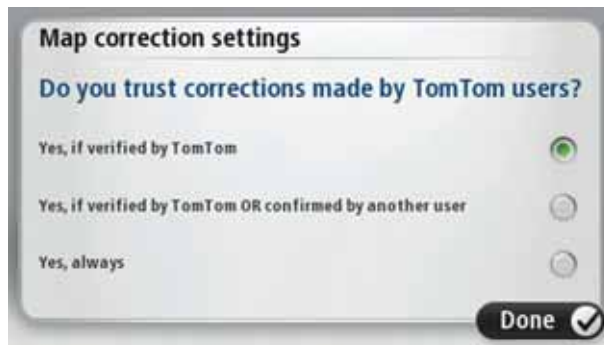 Map correction settings
Do you trust corrections made by TomTom users?
Yes, if verified by TomTom
Yes, if verified by TomTom OR confirmed by another user
Yes, always
Done